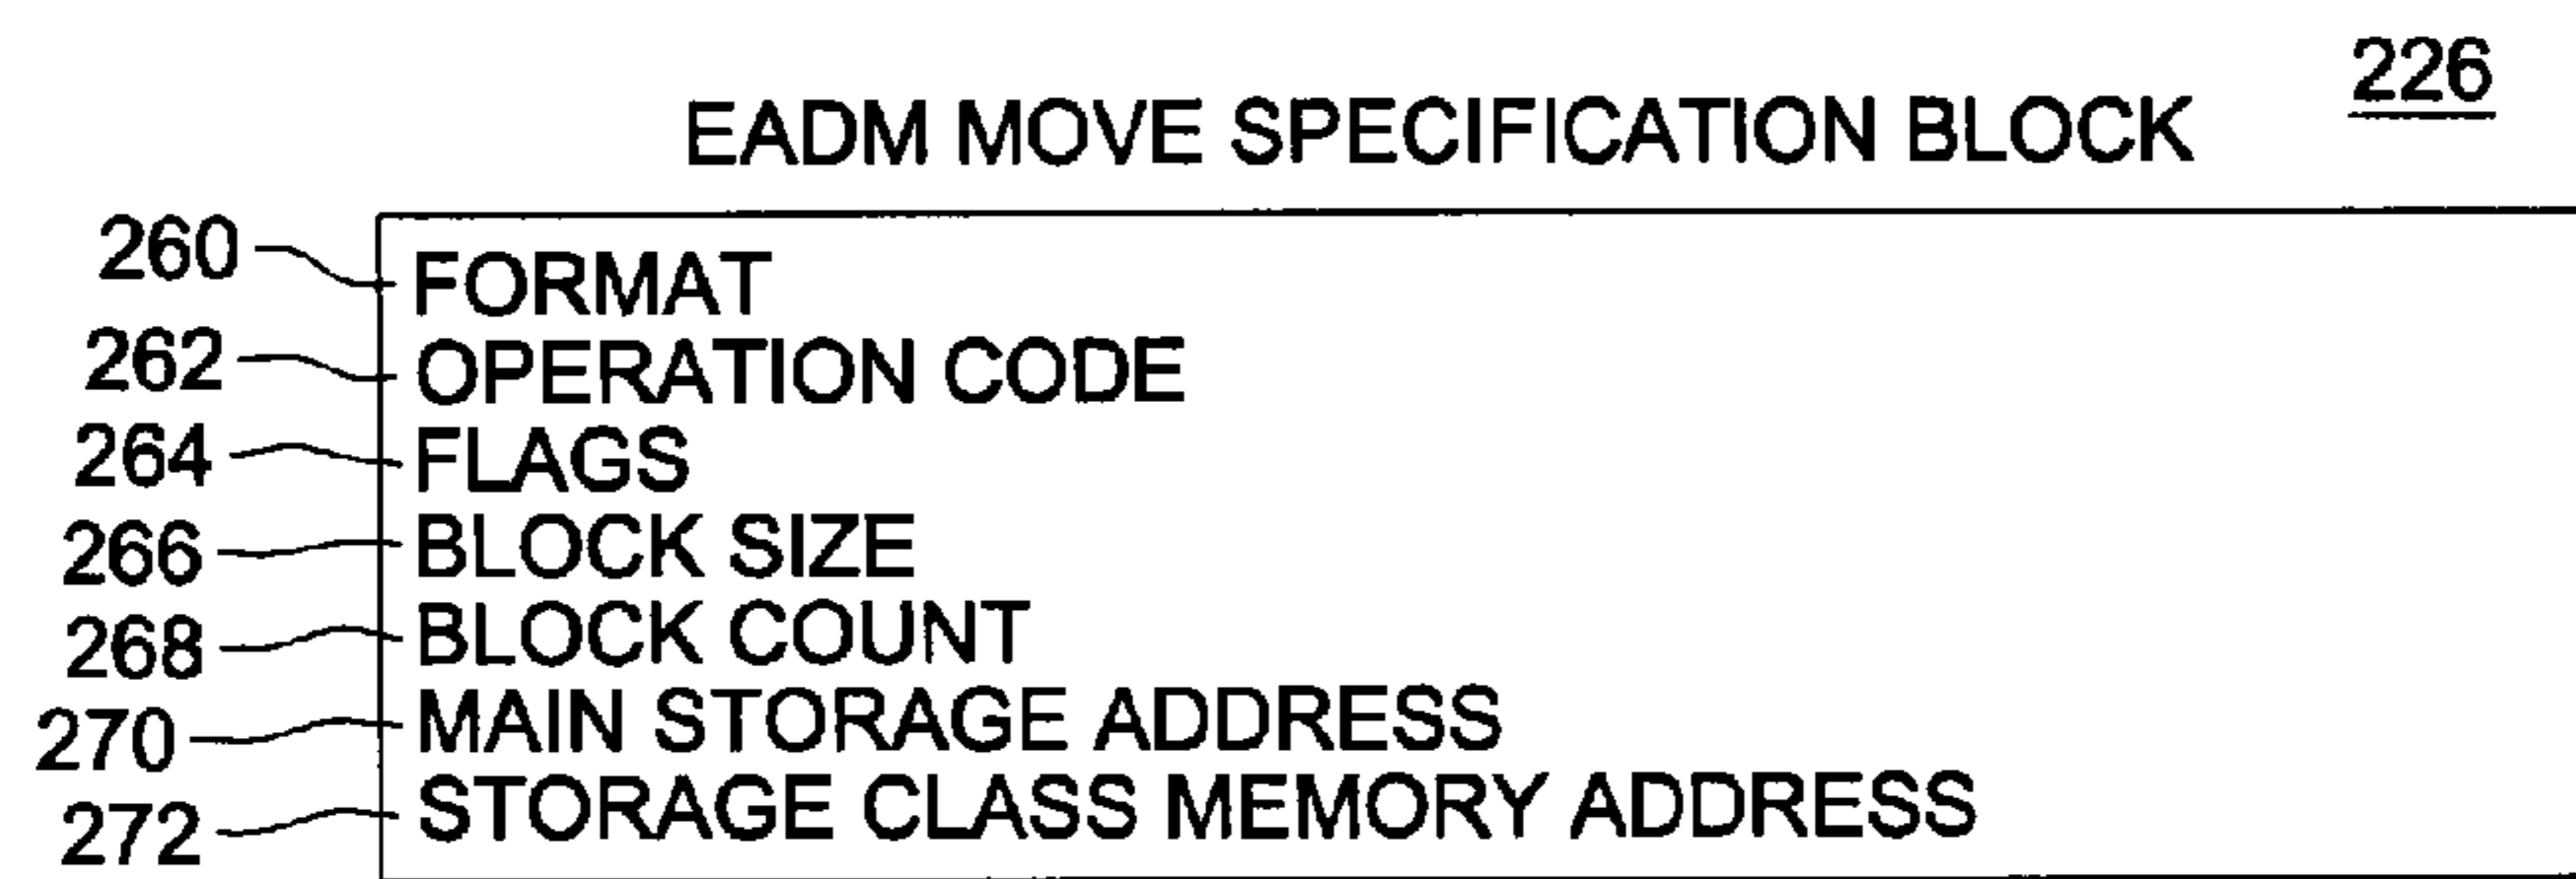 226
EADM MOVE SPECIFICATION BLOCK
260 FORMAT
262 OPERATION CODE
264 FLAGS
266 BLOCK SIZE
268 BLOCK COUNT
270 MAIN STORAGE ADDRESS
272 STORAGE CLASS MEMORY ADDRESS